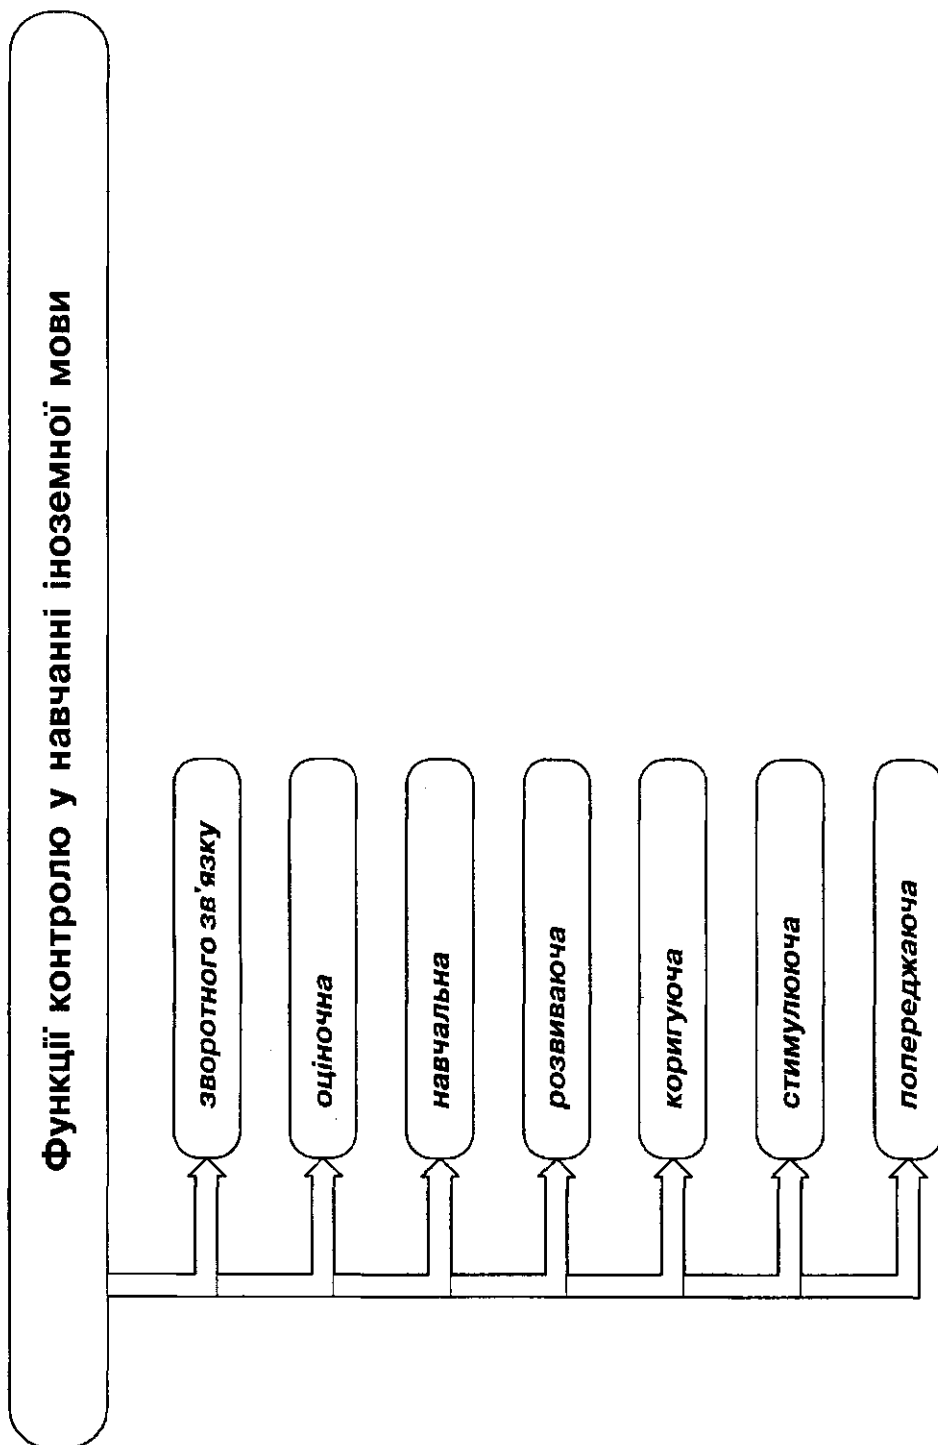 Функції контролю у навчанні іноземної мови
зворотного зв'язку
оціночна
навчальна
розвиваюча
коригуюча
стимулююча
попереджаюча